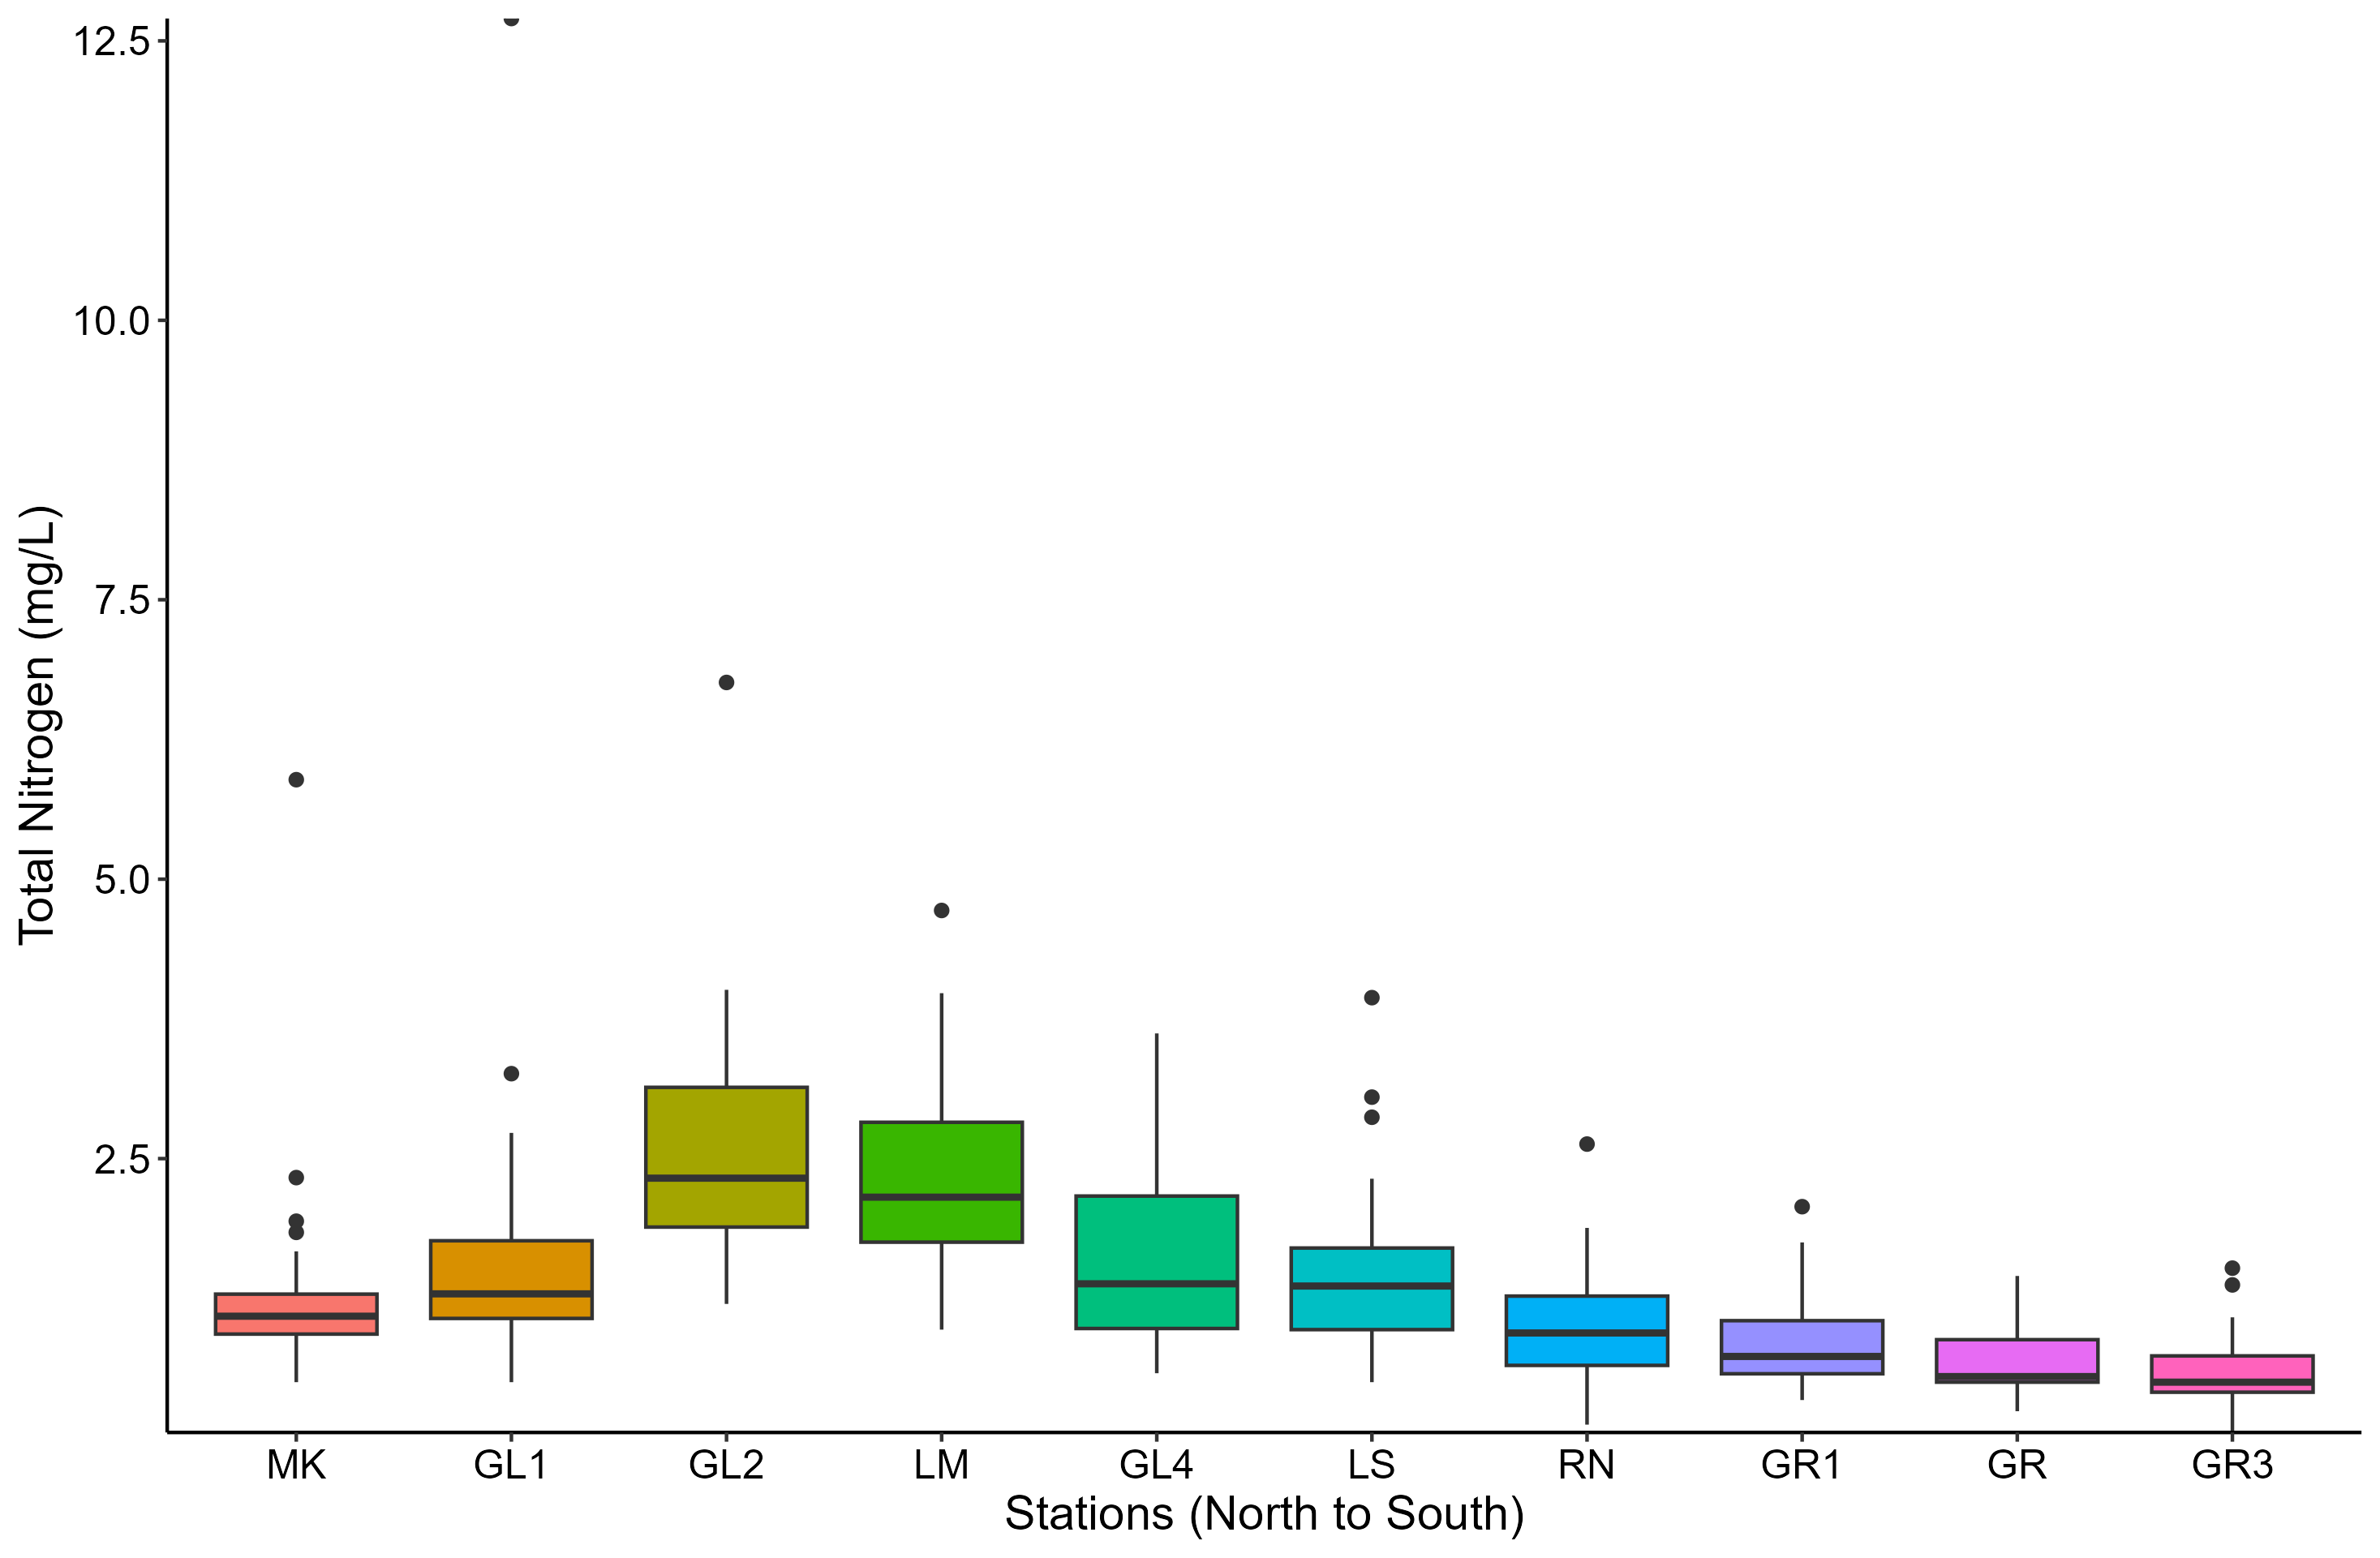 12.5
10.0
7.5
5.0
2.5
Total Nitrogen (mg/L)
MK GL1 GL2 LM GL4 LS RN GR1 GR GR3
Stations (North to South)